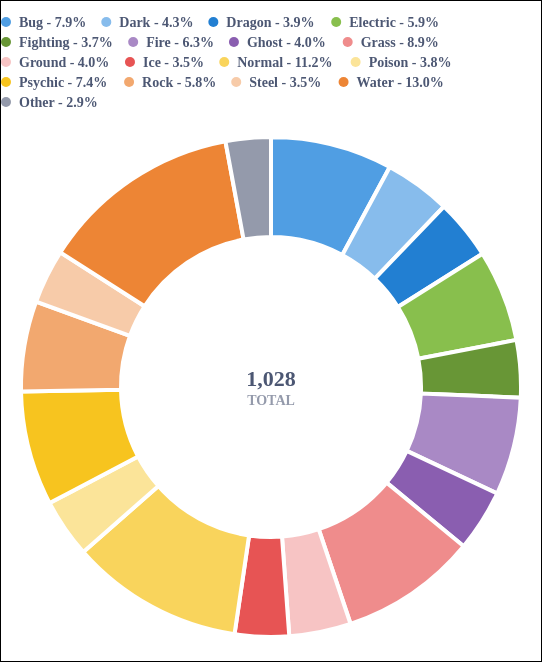 Bug - 7.9% Dark - 4.3% Dragon - 3.9% Electric - 5.9%
Fighting - 3.7% Fire - 6.3% Ghost - 4.0% Grass - 8.9%
Ground - 4.0% Ice - 3.5% Normal - 11.2% Poison - 3.8%
Psychic - 7.4% Rock - 5.8% Steel - 3.5% Water - 13.0%
Other - 2.9%
1,028
TOTAL